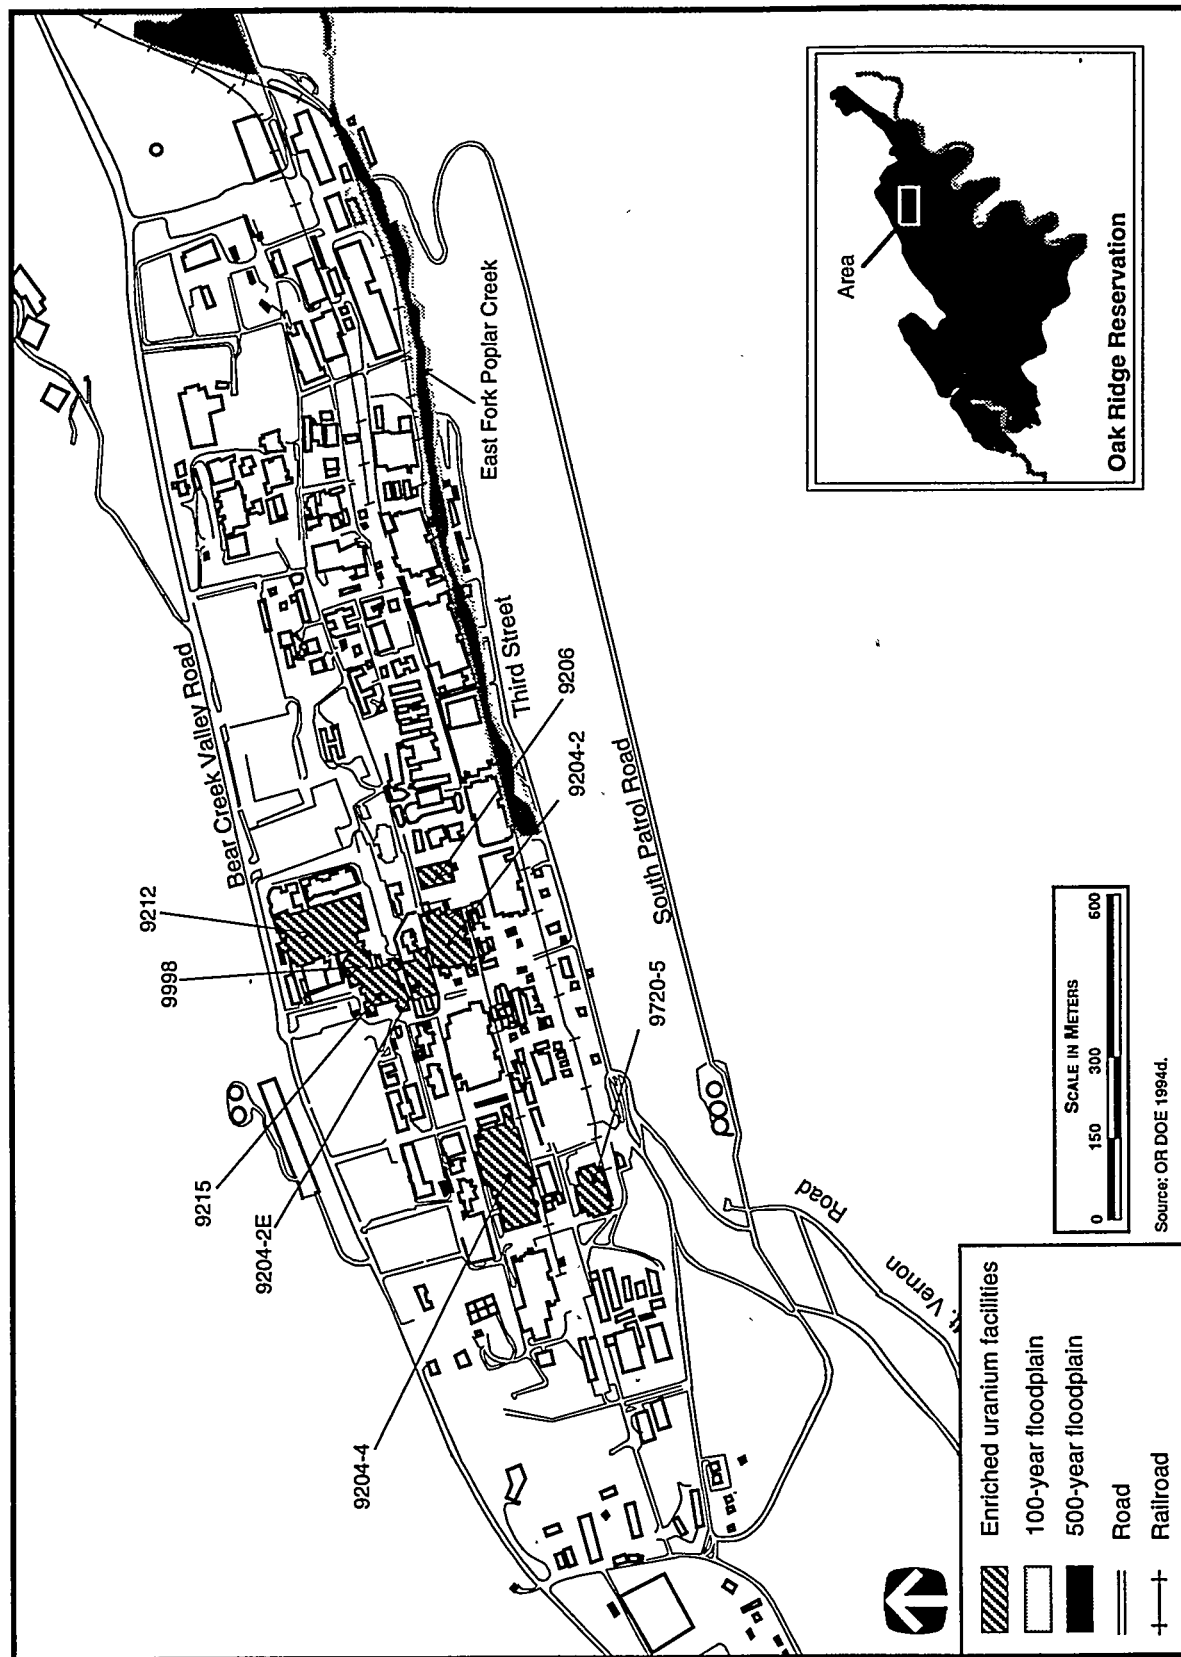 Bear Creek Valley Road
9212
9998
9215
9204-2E
9204-4
East Fork Poplar Creek
Third Street
9206
9204-2
South Patrol Road
9720-5
Mt. Vernon
Road
Area
Oak Ridge Reservation
SCALE IN METERS
0 150 300 600
Source: OR DOE 1994d.
Enriched uranium facilities
100-year floodplain
500-year floodplain
Road
Railroad